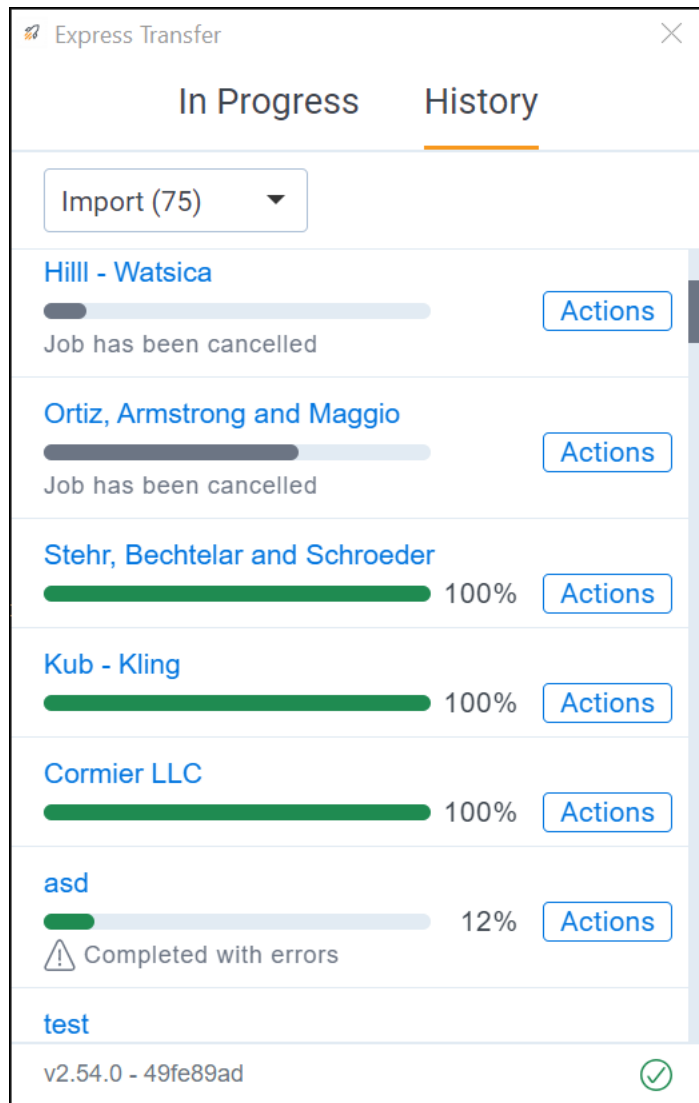 Express Transfer
In Progress History
Import (75)
Hilll - Watsica
Actions
Job has been cancelled
Ortiz, Armstrong and Maggio
Actions
Job has been cancelled
Stehr, Bechtelar and Schroeder
100% Actions
Kub - Kling
100% Actions
Cormier LLC
100% Actions
asd
12% Actions
Completed with errors
test
v2.54.0 - 49fe89ad